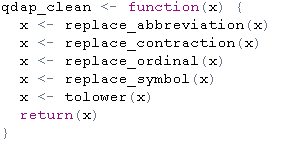 qdap_clean <- function(x) {
  x <- replace_abbreviation(x)
  x <- replace_contraction(x)
  x <- replace_ordinal(x)
  x <- replace_symbol(x)
  x <- tolower(x)
  return(x)
}